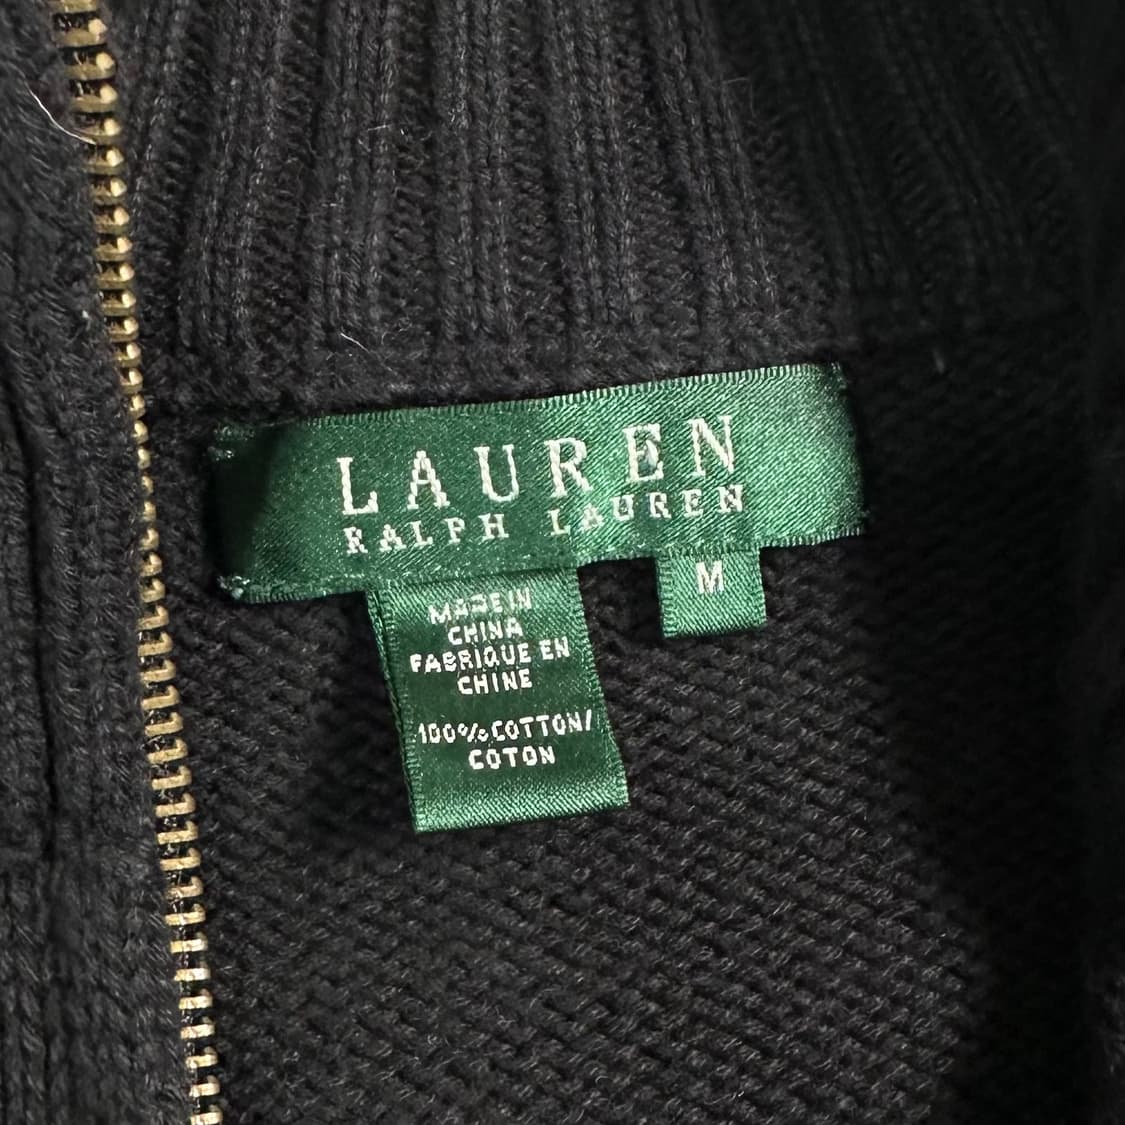 LAUREN
RALPH LAUREN
M
MADE IN
CHINA
FABRIQUE EN
CHINE
100% COTTON/
COTON